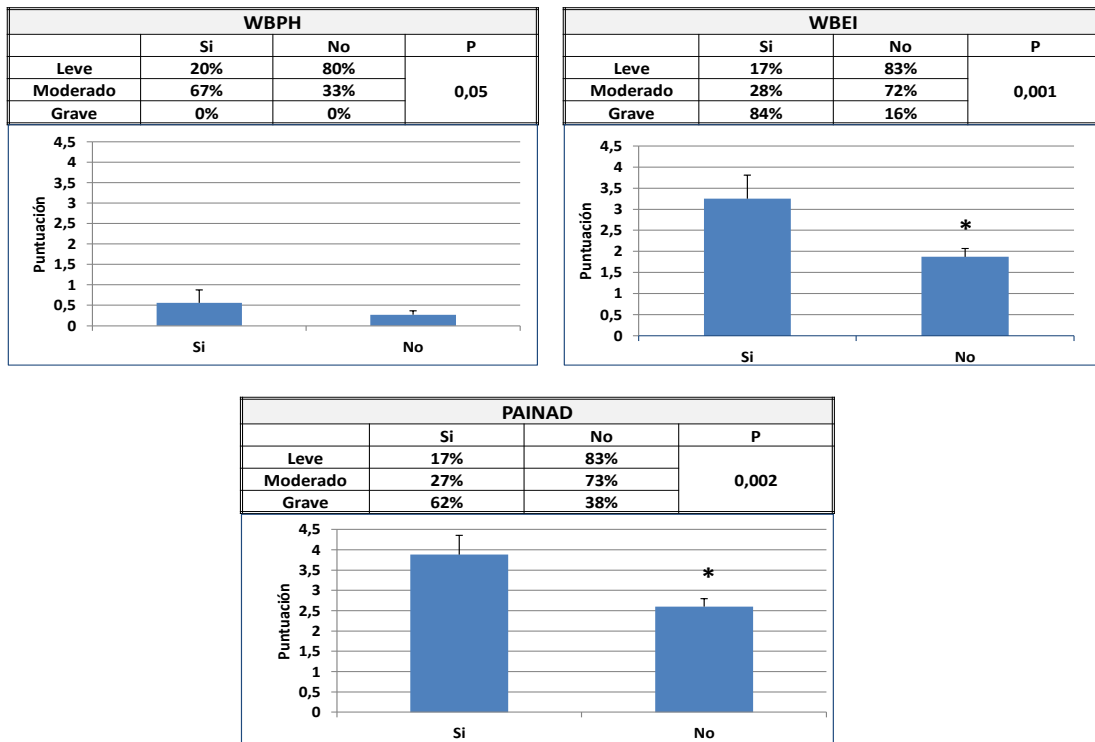 WBPH
Si No P
Leve 20% 80%
Moderado 67% 33% 0,05
Grave 0% 0%
4,5
4
3,5
3
2,5
2
1,5
1
0,5
0
Puntuación
Si No
WBEI
Si No P
Leve 17% 83%
Moderado 28% 72% 0,001
Grave 84% 16%
4,5
4
3,5
3
2,5
2
1,5
1
0,5
0
Puntuación
*
Si No
PAINAD
Si No P
Leve 17% 83%
Moderado 27% 73% 0,002
Grave 62% 38%
4,5
4
3,5
3
2,5
2
1,5
1
0,5
0
Puntuación
*
Si No